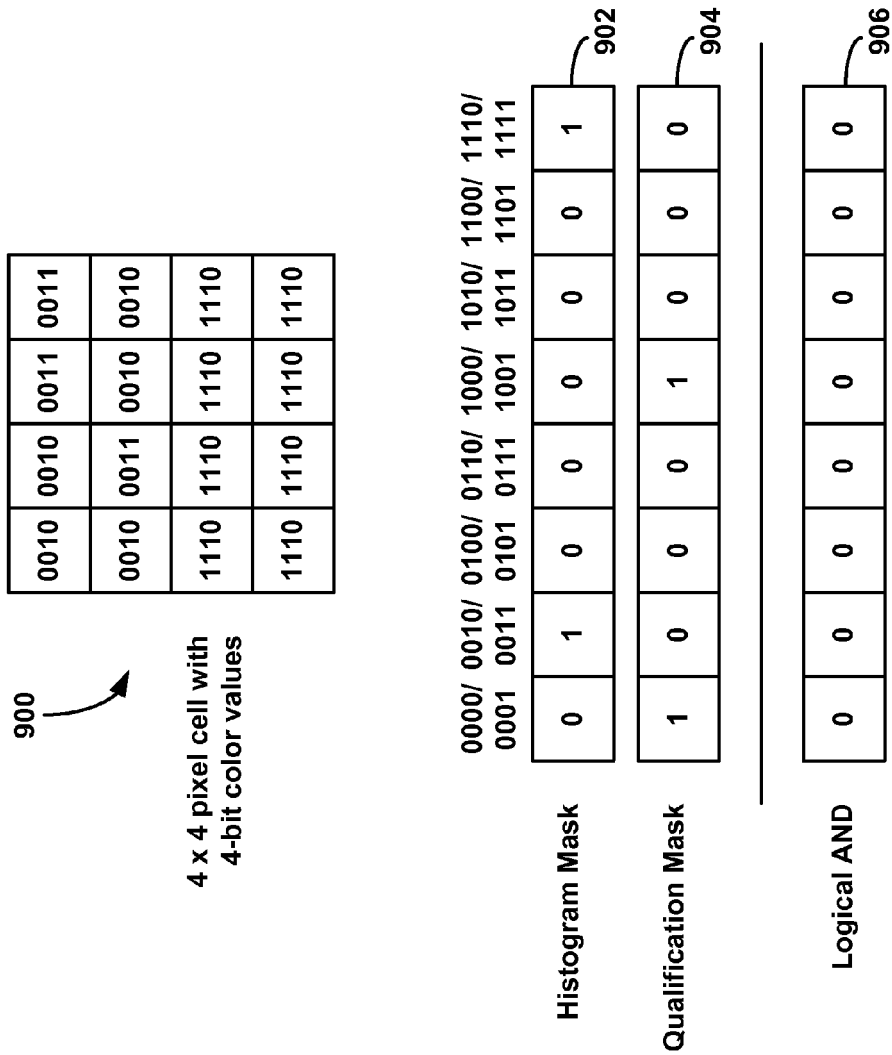 900
4 x 4 pixel cell with
4-bit color values
0010 0010 0011 0011
0010 0011 0010 0010
1110 1110 1110 1110
1110 1110 1110 1110
0000/ 0010/ 0100/ 0110/ 1000/ 1010/ 1100/ 1110/
0001 0011 0101 0111 1001 1011 1101 1111
Histogram Mask 0 1 0 0 0 0 0 1 902
Qualification Mask 1 0 0 0 1 0 0 0 904
Logical AND 0 0 0 0 0 0 0 0 906